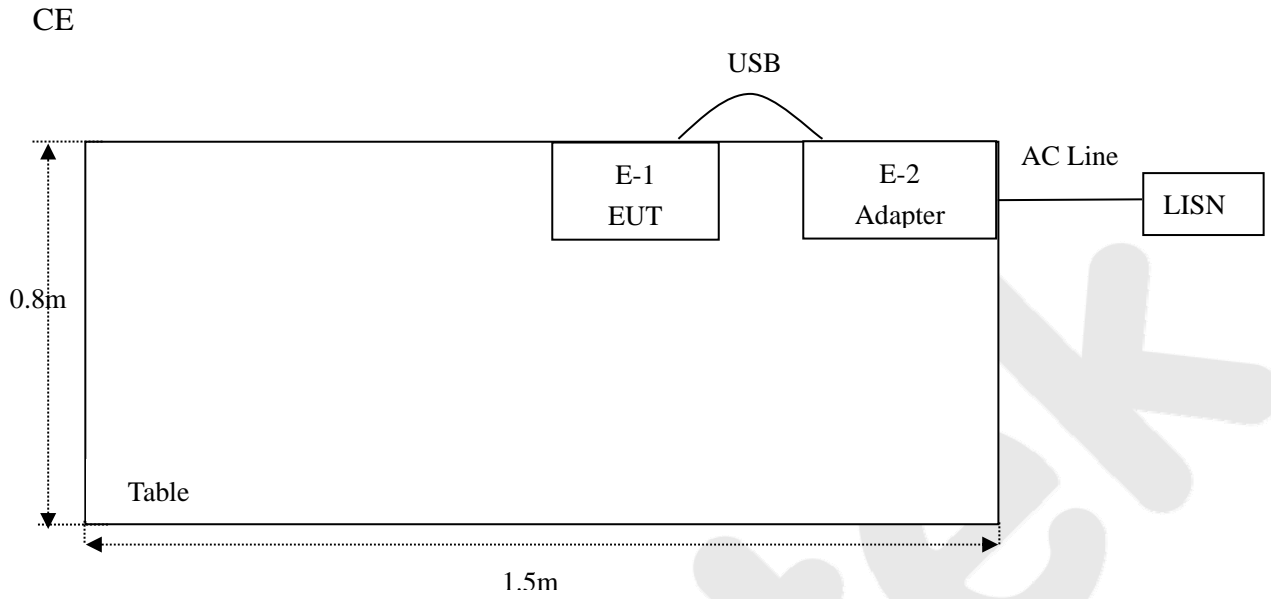 CE
USB
AC Line
E-1
EUT
E-2
Adapter
LISN
0.8m
Table
1.5m